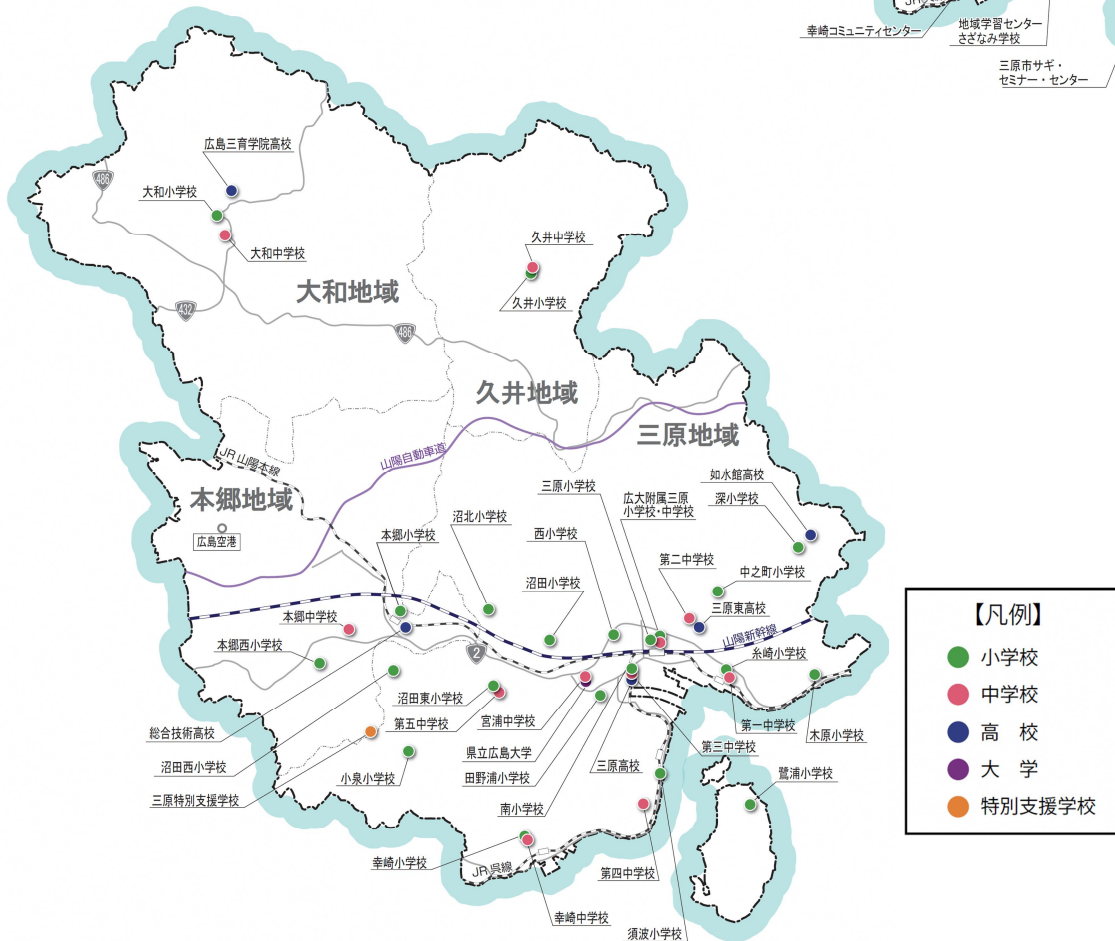 JR
幸崎コミュニティセンター
地域学習センター
さざなみ学校
三原市サギ・
セミナー・センター
広島三育学院高校
486
大和小学校
大和中学校
久井中学校
久井小学校
大和地域
432
486
久井地域
三原地域
山陽自動車道
JR山陽本線
本郷地域
広島空港
如水館高校
深小学校
三原小学校
広大附属三原
小学校・中学校
沼北小学校
本郷小学校
西小学校
第二中学校
中之町小学校
沼田小学校
三原東高校
本郷中学校
山陽新幹線
本郷西小学校
2
糸崎小学校
沼田東小学校
第五中学校
宮浦中学校
第一中学校
木原小学校
総合技術高校
県立広島大学
第三中学校
沼田西小学校
小泉小学校
田野浦小学校
三原高校
鷺浦小学校
三原特別支援学校
南小学校
幸崎小学校
JR呉線
第四中学校
幸崎中学校
須波小学校
【凡例】
小学校
中学校
高 校
大 学
特別支援学校